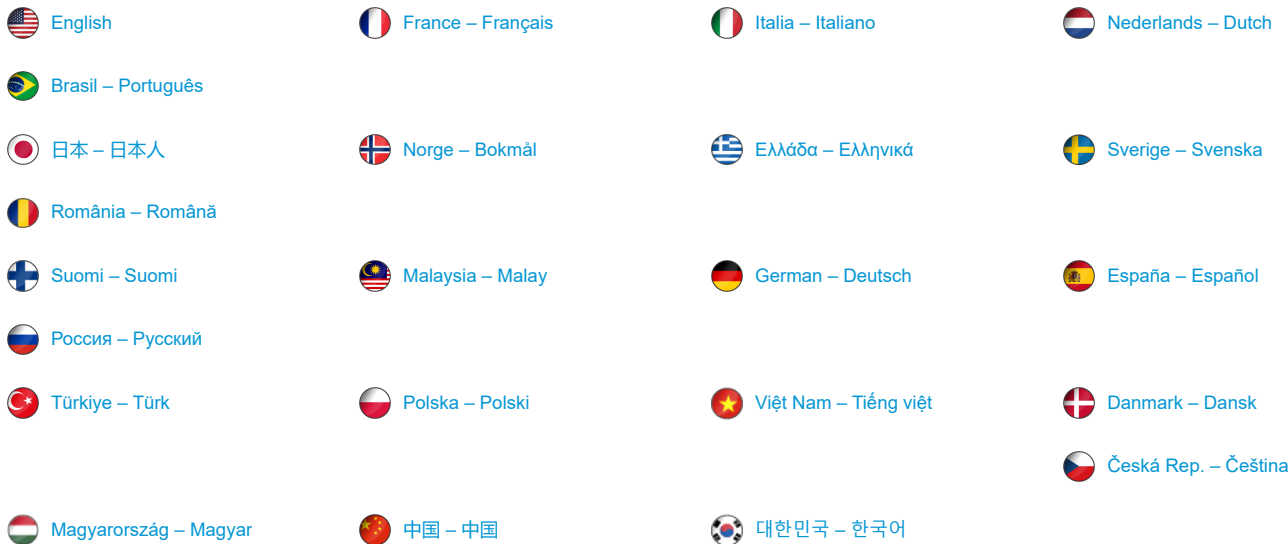 English
France – Français
Italia – Italiano
Nederlands – Dutch
Brasil – Português
日本 – 日本人
Norge – Bokmål
Ελλάδα – Ελληνικά
Sverige – Svenska
România – Română
Suomi – Suomi
Malaysia – Malay
German – Deutsch
España – Español
Россия – Русский
Türkiye – Türk
Polska – Polski
Việt Nam – Tiếng việt
Danmark – Dansk
Česká Rep. – Čeština
Magyarország – Magyar
中国 – 中国
대한민국 – 한국어